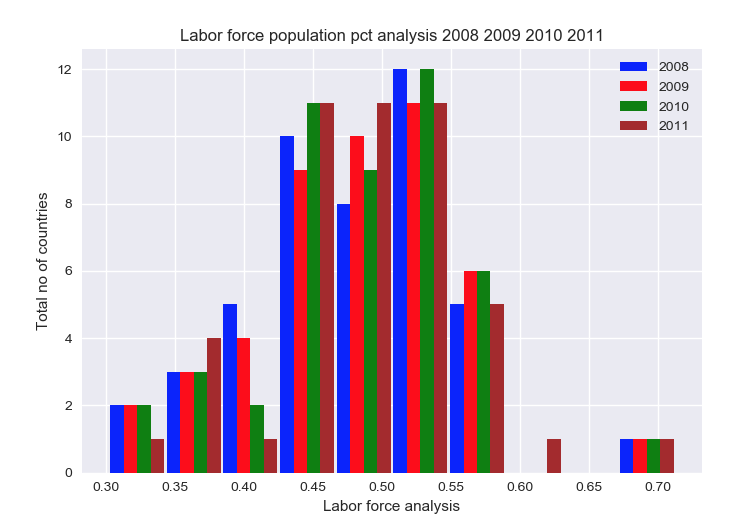 Labor force population pct analysis 2008 2009 2010 2011
2008
2009
2010
2011
Total no of countries
12
10
8
6
4
2
0
0.30 0.35 0.40 0.45 0.50 0.55 0.60 0.65 0.70
Labor force analysis